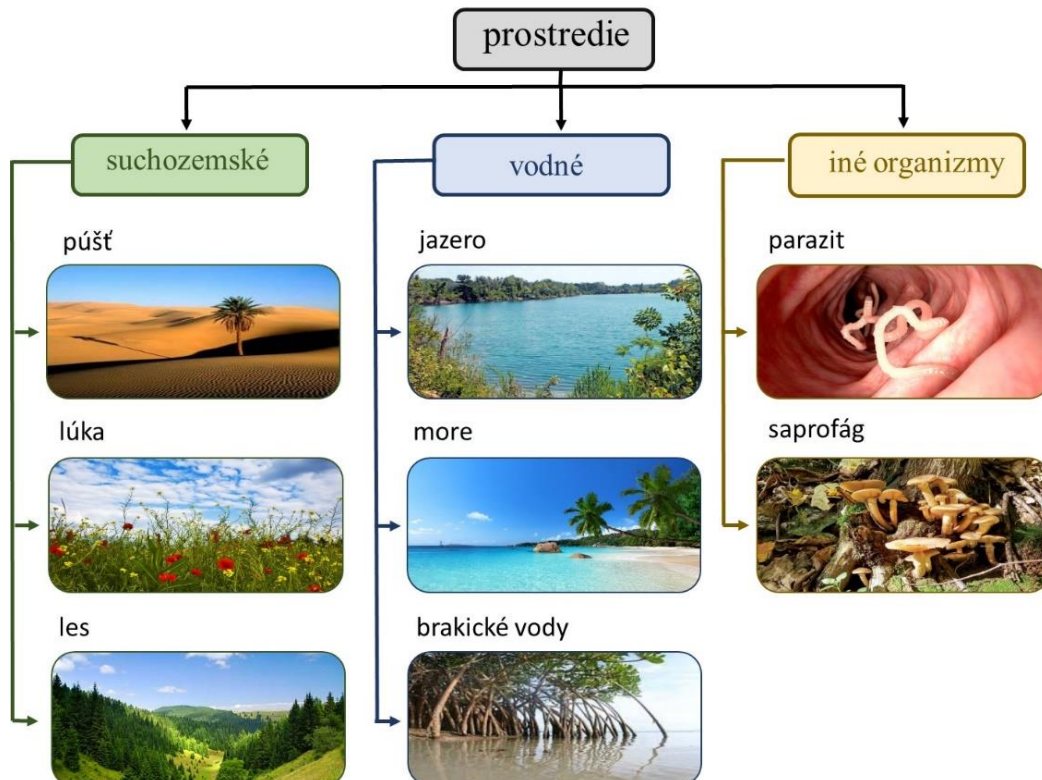 prostredie
suchozemské
vodné
iné organizmy
púšť
jazero
parazit
lúka
more
saprofág
les
brakické vody